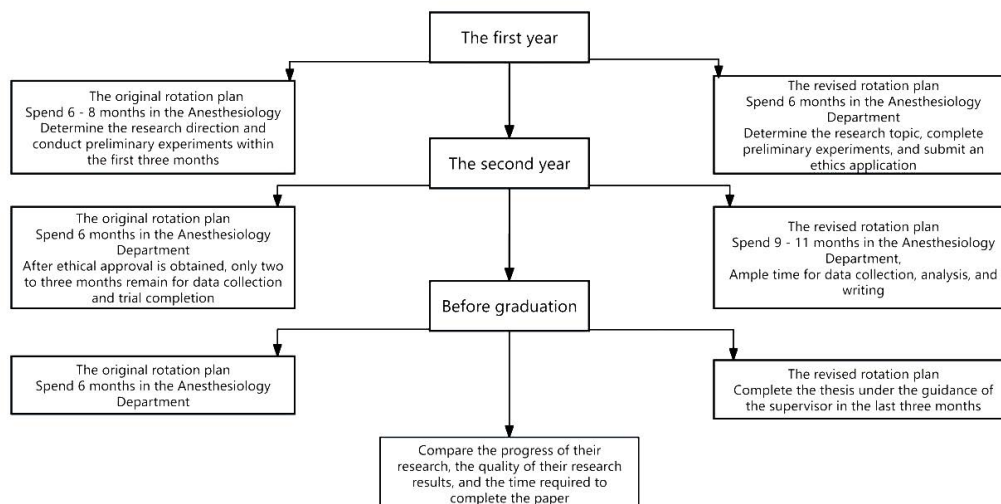 The first year
The original rotation plan
Spend 6 - 8 months in the Anesthesiology
Determine the research direction and
conduct preliminary experiments within
the first three months
The revised rotation plan
Spend 6 months in the Anesthesiology
Department
Determine the research topic, complete
preliminary experiments, and submit an
ethics application
The second year
The original rotation plan
Spend 6 months in the Anesthesiology
Department
After ethical approval is obtained, only two
to three months remain for data collection
and trial completion
The revised rotation plan
Spend 9 - 11 months in the Anesthesiology
Department,
Ample time for data collection, analysis, and
writing
Before graduation
The original rotation plan
Spend 6 months in the Anesthesiology
Department
The revised rotation plan
Complete the thesis under the guidance of
the supervisor in the last three months
Compare the progress of their
research, the quality of their research
results, and the time required to
complete the paper